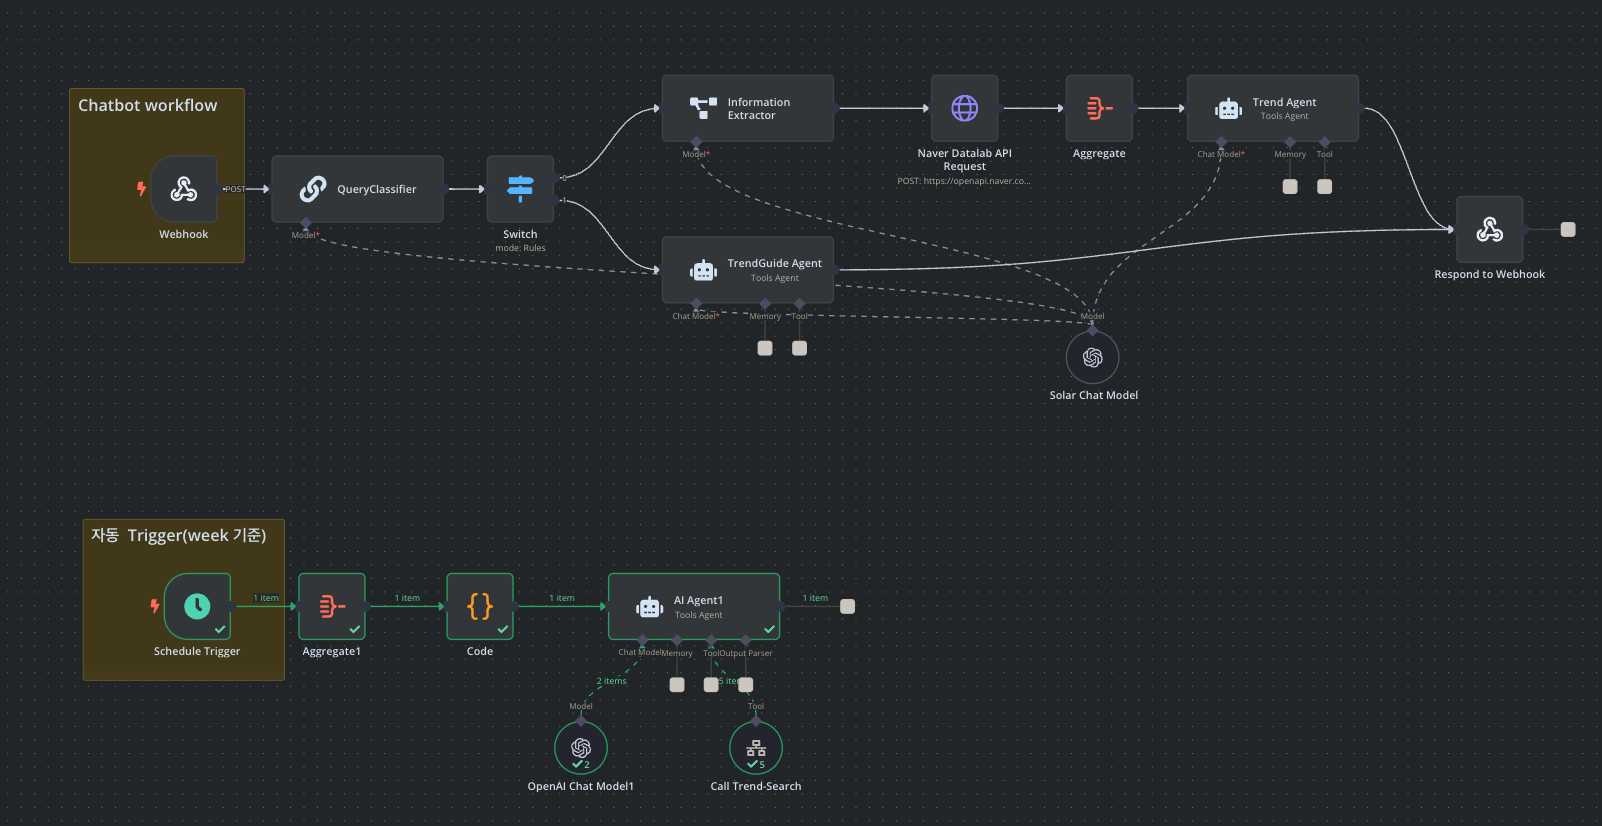 Chatbot workflow
Webhook
POST
QueryClassifier
Model*
Switch
mode: Rules
0
1
Information
Extractor
Model*
Naver Datalab API
Request
POST: https://openapi.naver.co...
Aggregate
Trend Agent
Tools Agent
Chat Model*
Memory
Tool
TrendGuide Agent
Tools Agent
Chat Model*
Memory
Tool
Model
Solar Chat Model
Respond to Webhook
자동 Trigger(week 기준)
Schedule Trigger
1 item
Aggregate1
1 item
Code
1 item
AI Agent1
Tools Agent
1 item
Chat Model
Memory
Tool
Output Parser
2 items
5 item
Model
2
OpenAI Chat Model1
Tool
5
Call Trend-Search